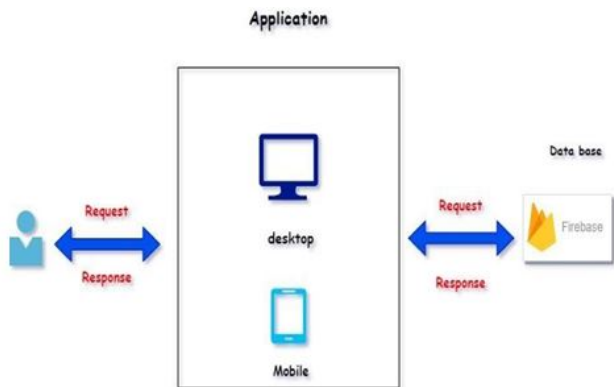 Application
Data base
Request
Response
desktop
Mobile
Request
Response
Firebase